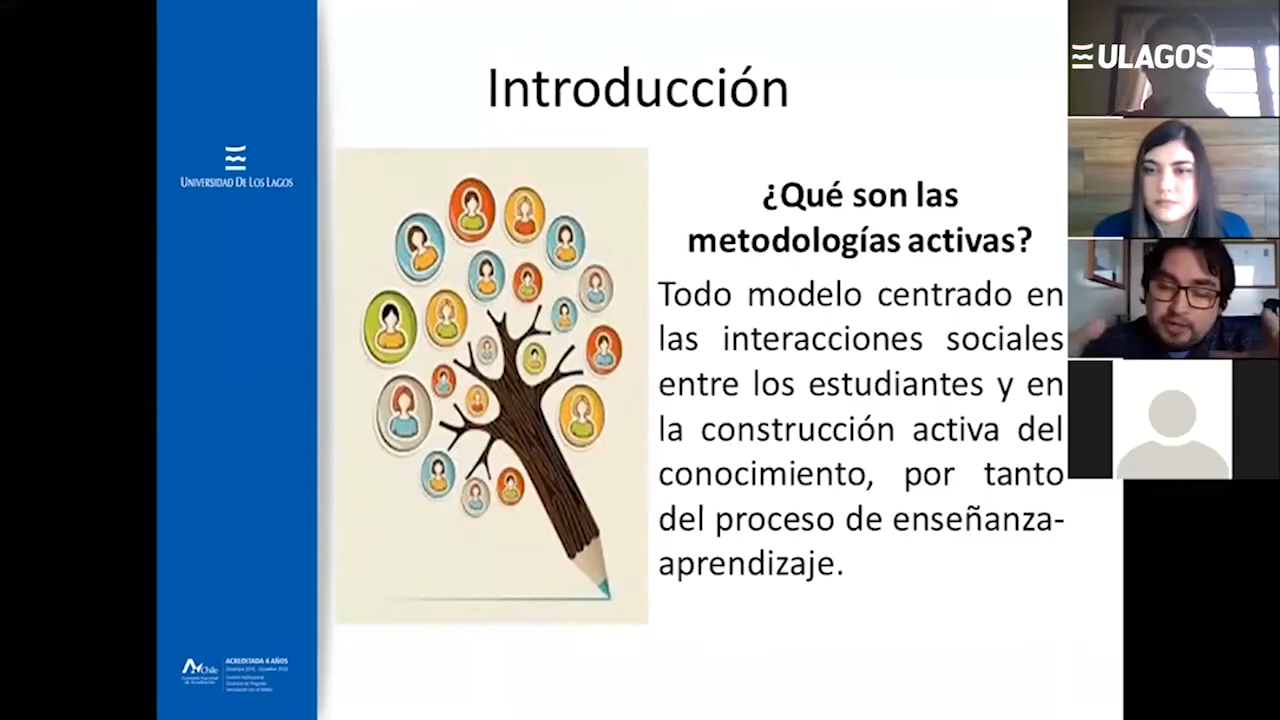 Introducción
ULAGOS
UNIVERSIDAD DE LOS LAGOS
¿Qué son las
metodologías activas?
Todo modelo centrado en
las interacciones sociales
entre los estudiantes y en
la construcción activa del
conocimiento, por tanto
del proceso de enseñanza-
aprendizaje.
Chile
ACREDITADA 4 AÑOS